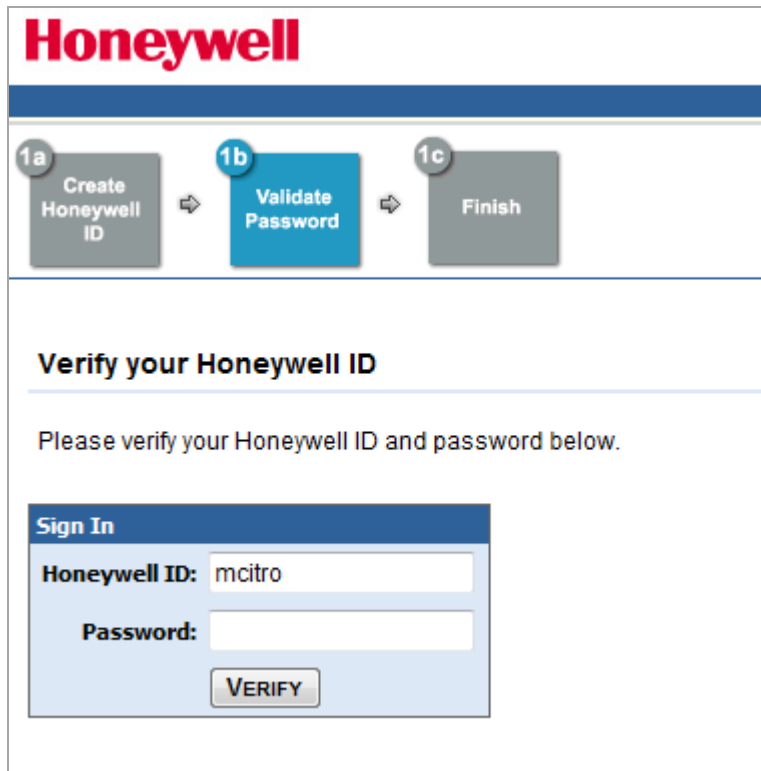 Honeywell
1a
Create
Honeywell
ID
1b
Validate
Password
1c
Finish
Verify your Honeywell ID
Please verify your Honeywell ID and password below.
Sign In
Honeywell ID: mcitro
Password:
VERIFY